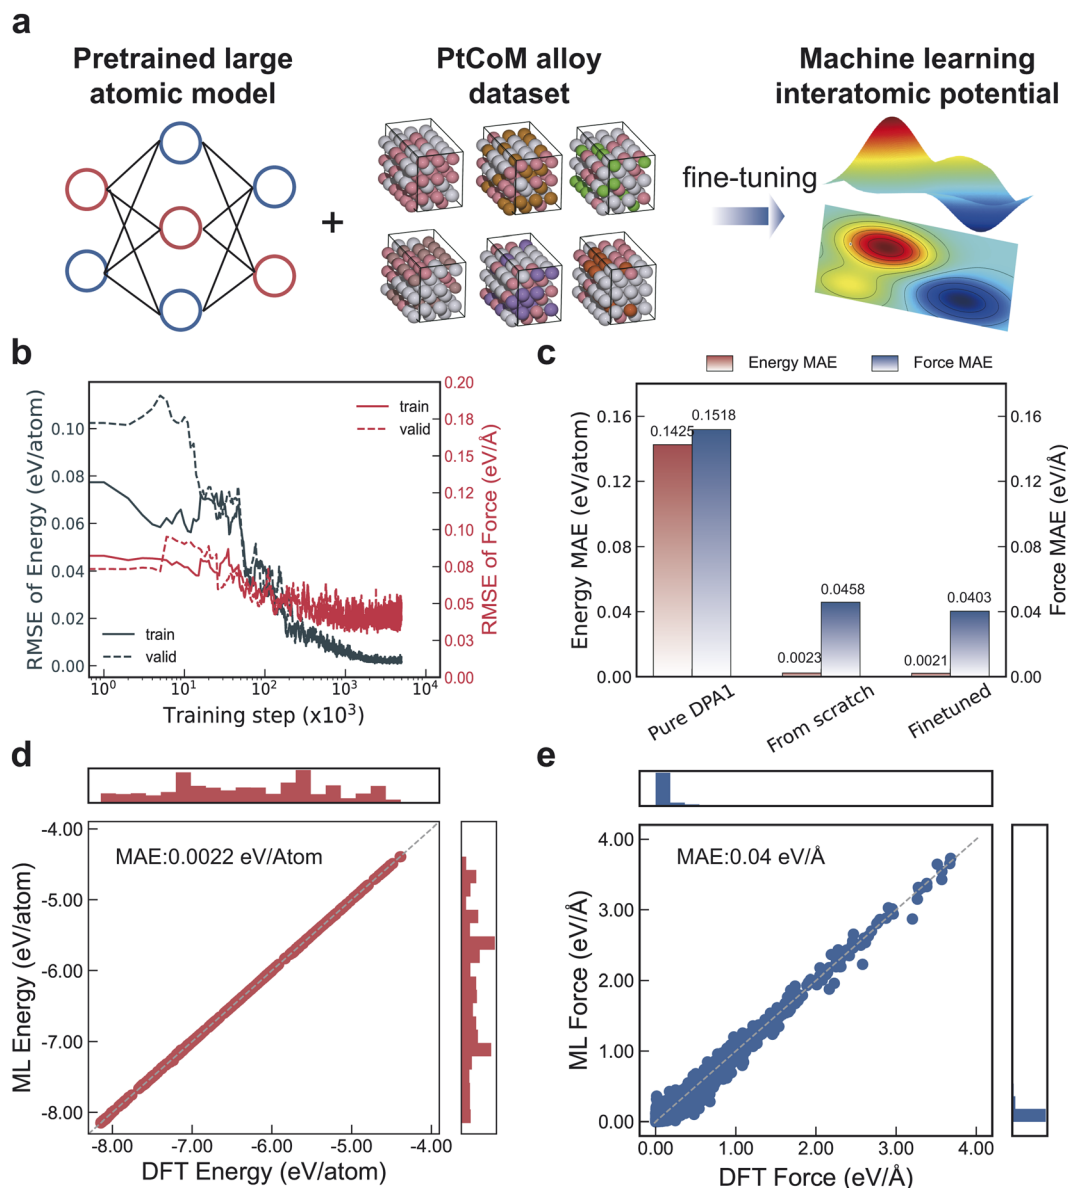 a
Pretrained large
atomic model
PtCoM alloy
dataset
Machine learning
interatomic potential
+
fine-tuning
b
RMSE of Energy (eV/atom)
0.10
0.08
0.06
0.04
0.02
0.00
train
valid
train
valid
0.20
0.18
0.15
0.12
0.10
0.08
0.05
0.03
0.00
RMSE of Force (eV/Å)
10⁰
10¹
10²
10³
10⁴
Training step (x10³)
c
Energy MAE
Force MAE
Energy MAE (eV/atom)
0.16
0.12
0.08
0.04
0.00
0.1425
0.1518
0.0023
0.0458
0.0021
0.0403
0.16
0.12
0.08
0.04
0.00
Force MAE (eV/Å)
Pure DPA1
From scratch
Finetuned
d
MAE:0.0022 eV/Atom
ML Energy (eV/atom)
-4.00
-5.00
-6.00
-7.00
-8.00
-8.00
-7.00
-6.00
-5.00
-4.00
DFT Energy (eV/atom)
e
MAE:0.04 eV/Å
ML Force (eV/Å)
4.00
3.00
2.00
1.00
0.00
0.00
1.00
2.00
3.00
4.00
DFT Force (eV/Å)